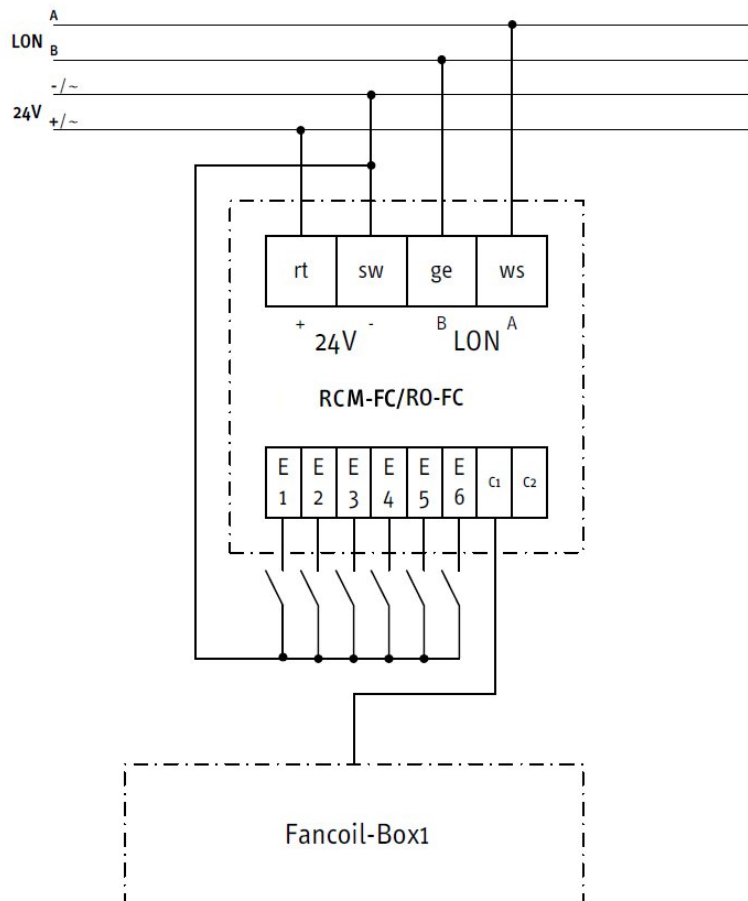 A
LON
B
-/~
24V
+/~
rt sw ge ws
+ 24V - B LON A
RCM-FC/RO-FC
E E E E E E C1 C2
1 2 3 4 5 6
Fancoil-Box1